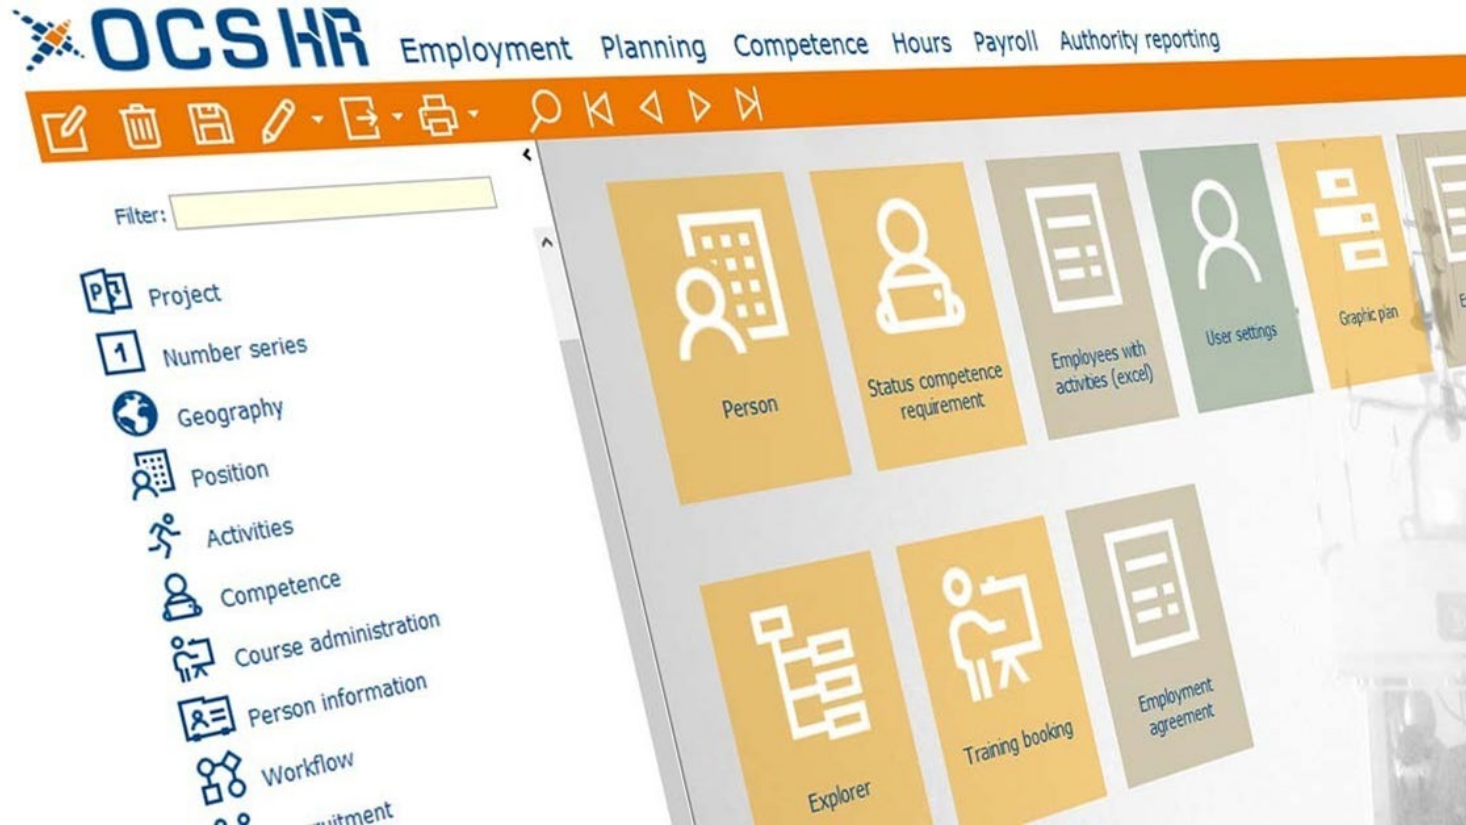 OCS HR
Employment Planning Competence Hours Payroll Authority reporting
Filter:
Project
1
Number series
Geography
Position
Activities
Competence
Course administration
Person information
Workflow
Person
Status competence
requirement
Employees with
activities (excel)
User settings
Graphic plan
Explorer
Training booking
Employment
agreement